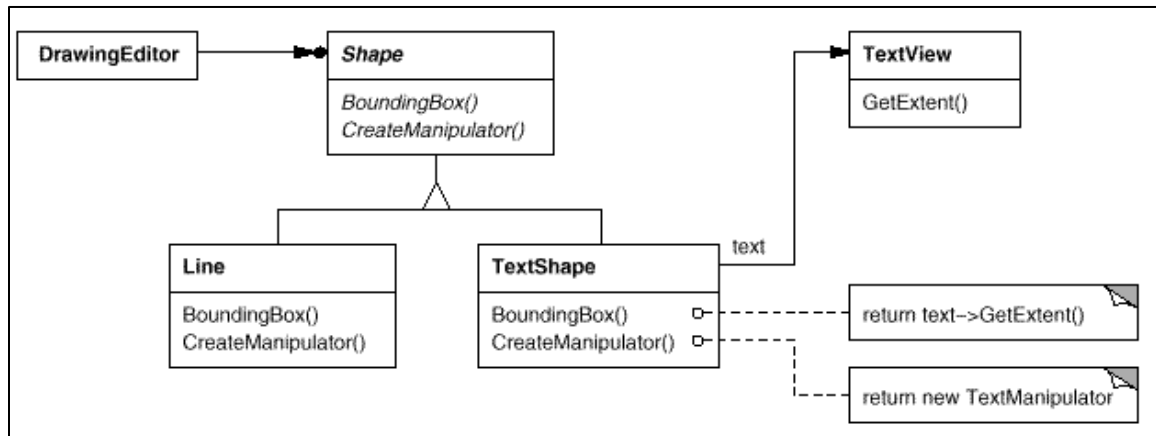 DrawingEditor
Shape
BoundingBox()
CreateManipulator()
TextView
GetExtent()
Line
BoundingBox()
CreateManipulator()
TextShape
BoundingBox()
CreateManipulator()
text
return text->GetExtent()
return new TextManipulator